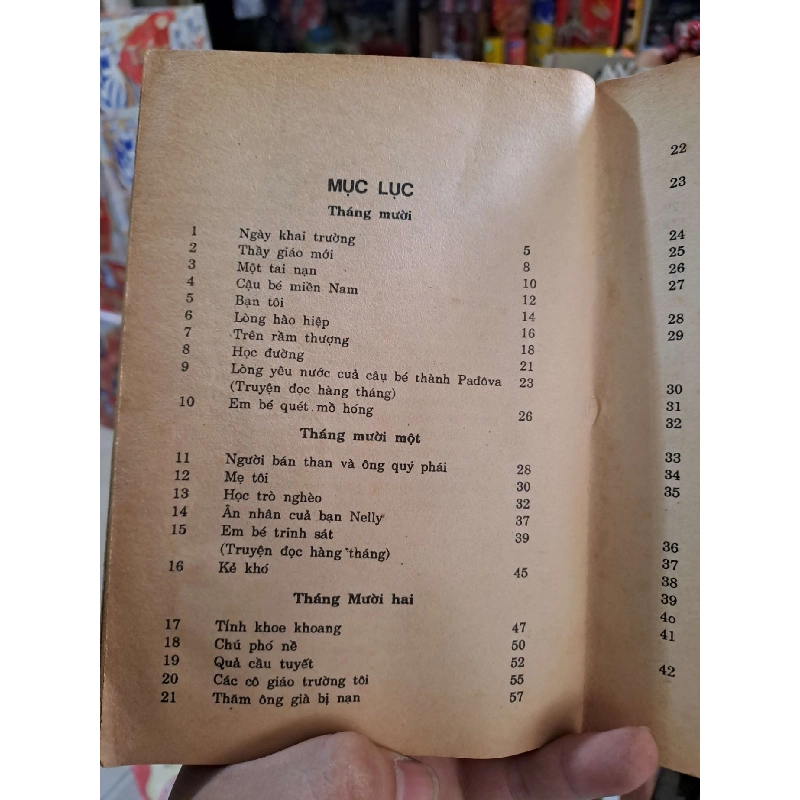 MỤC LỤC
Tháng mười
1 Ngày khai trường 5
2 Thầy giáo mới 8
3 Một tai nạn 10
4 Cậu bé miền Nam 12
5 Bạn tôi 14
6 Lòng hào hiệp 16
7 Trên rầm thượng 18
8 Học đường 21
9 Lòng yêu nước cuả câụ bé thành Pađôva 23
(Truyện đọc hàng tháng)
10 Em bé quét mồ hống 26
Tháng mười một
11 Người bán than và ông quý phái 28
12 Mẹ tôi 30
13 Học trò nghèo 32
14 Ân nhân cuả bạn Nelly 37
15 Em bé trinh sát 39
(Truyện đọc hàng tháng)
16 Kẻ khó 45
Tháng Mười hai
17 Tính khoe khoang 47
18 Chú phó nề 50
19 Quả cầu tuyết 52
20 Các cô giáo trường tôi 55
21 Thăm ông già bị nạn 57
22
23
24
25
26
27
28
29
30
31
32
33
34
35
36
37
38
39
40
41
42